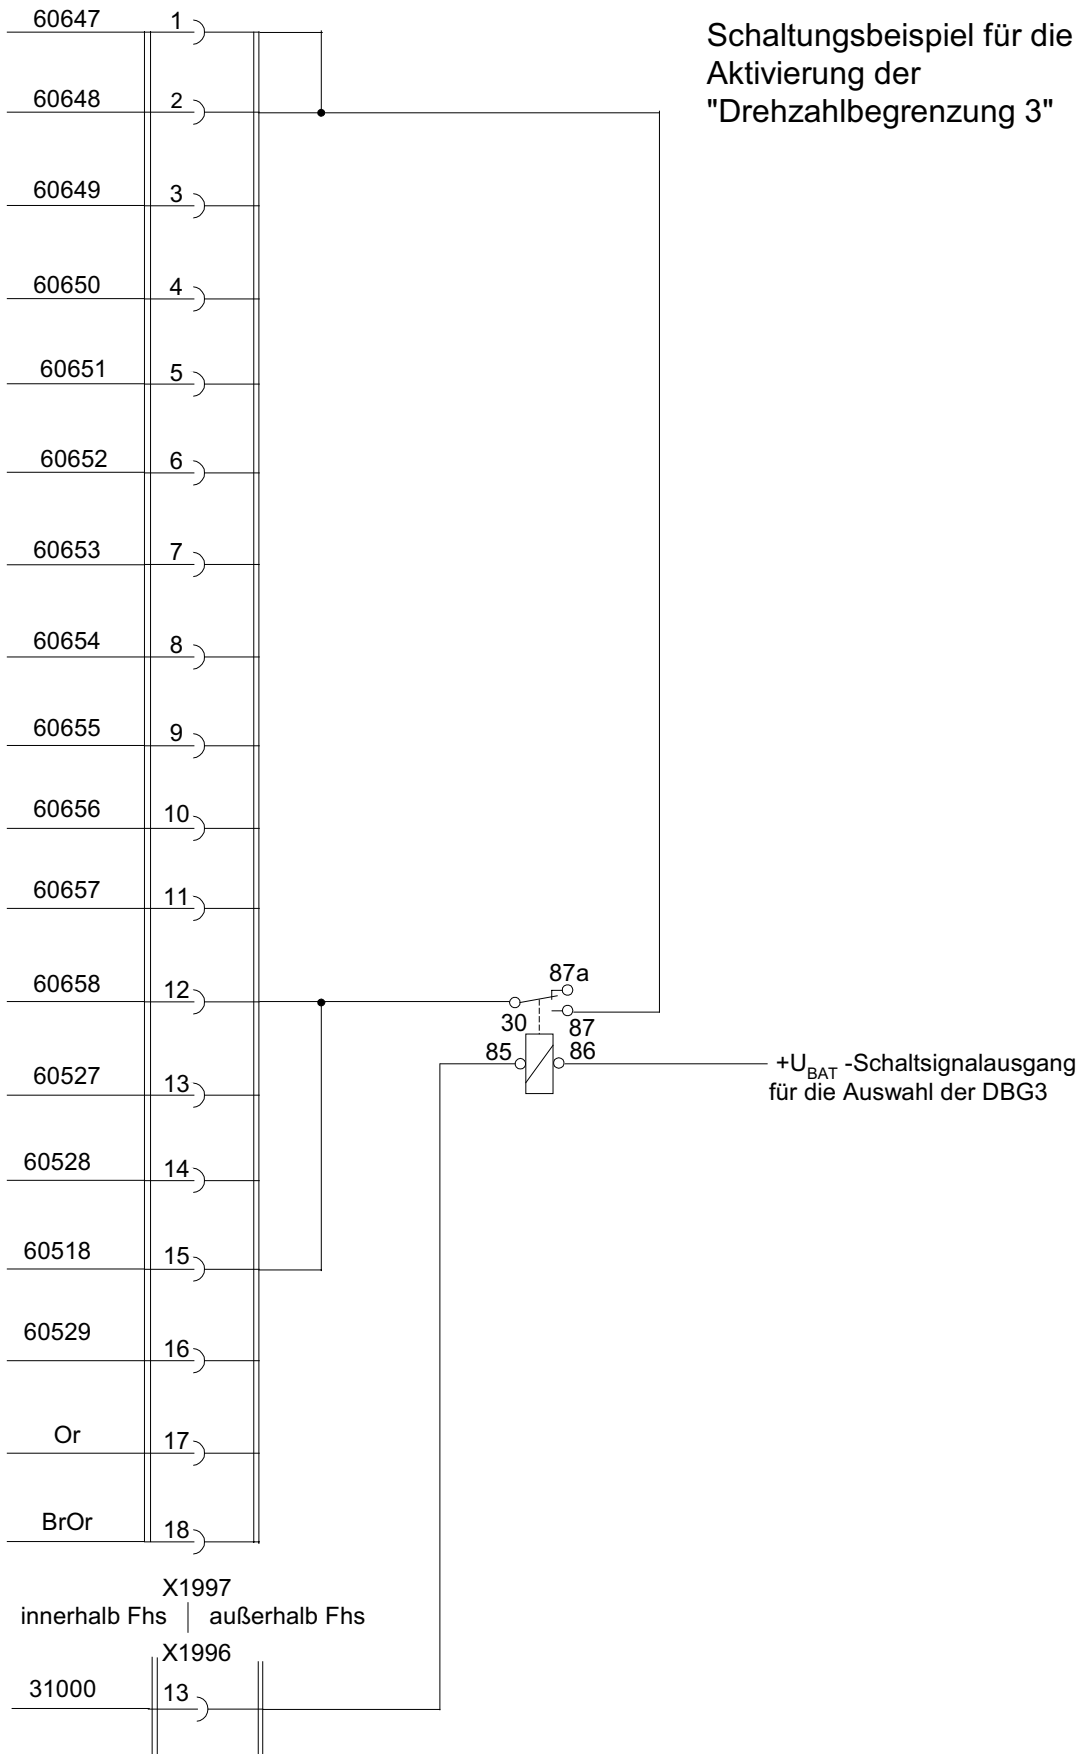 Schaltungsbeispiel für die
Aktivierung der
"Drehzahlbegrenzung 3"
60647 1
60648 2
60649 3
60650 4
60651 5
60652 6
60653 7
60654 8
60655 9
60656 10
60657 11
60658 12
87a
30 87
85 86
+UBAT -Schaltsignalausgang
für die Auswahl der DBG3
60527 13
60528 14
60518 15
60529 16
Or 17
BrOr 18
X1997
innerhalb Fhs außerhalb Fhs
X1996
31000 13